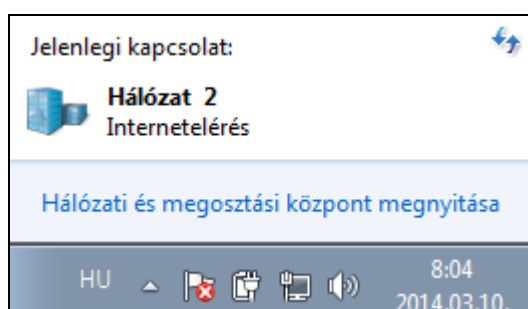 Jelenlegi kapcsolat:
Hálózat 2
Internetelérés
Hálózati és megosztási központ megnyitása
HU
8:04
2014.03.10.